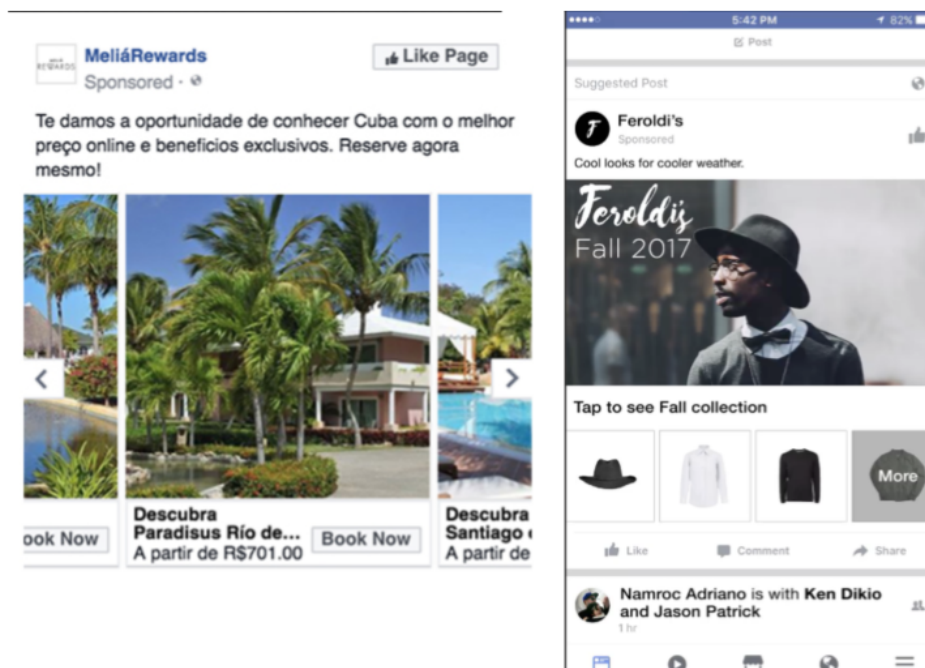 MeliáRewards
Like Page
Sponsored ·
Te damos a oportunidade de conhecer Cuba com o melhor
preço online e beneficios exclusivos. Reserve agora
mesmo!
ook Now
Descubra
Paradisus Río de...
A partir de R$701.00
Book Now
Descubra
Santiago
A partir de
5:42 PM
82%
Post
Suggested Post
Feroldi's
Sponsored
Cool looks for cooler weather.
Feroldi's
Fall 2017
Tap to see Fall collection
More
Like
Comment
Share
Namroc Adriano is with Ken Dikio
and Jason Patrick
1 hr